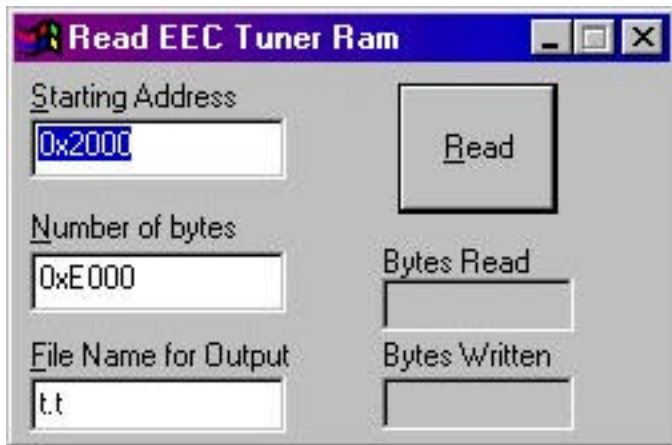 Read EEC Tuner Ram
Starting Address
0x2000
Read
Number of bytes
0xE000
Bytes Read
File Name for Output
t.t
Bytes Written